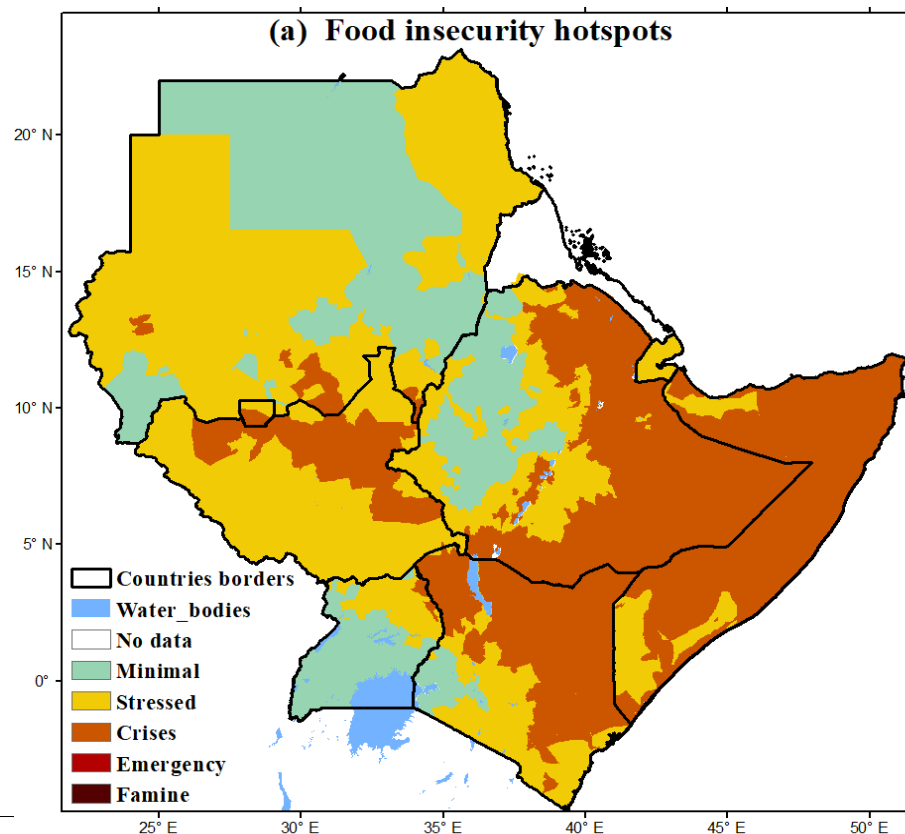 (a) Food insecurity hotspots
20° N
15° N
10° N
5° N
0°
Countries borders
Water_bodies
No data
Minimal
Stressed
Crises
Emergency
Famine
25° E
30° E
35° E
40° E
45° E
50° E